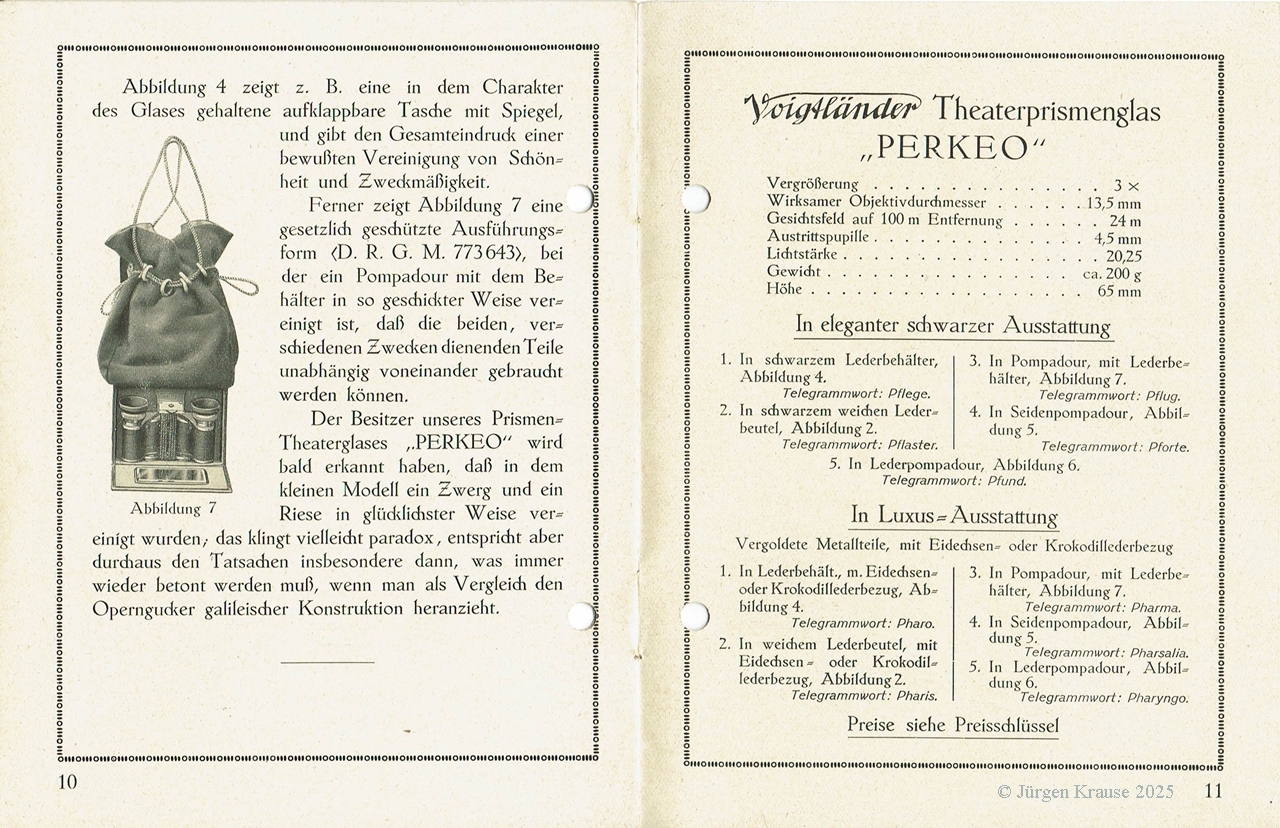 Abbildung 4 zeigt z. B. eine in dem Charakter
des Glases gehaltene aufklappbare Tasche mit Spiegel,
und gibt den Gesamteindruck einer
bewußten Vereinigung von Schön=
heit und Zweckmäßigkeit.
Ferner zeigt Abbildung 7 eine
gesetzlich geschützte Ausführungs=
form (D. R. G. M. 773643), bei
der ein Pompadour mit dem Be=
hälter in so geschickter Weise ver=
einigt ist, daß die beiden, ver=
schiedenen Zwecken dienenden Teile
unabhängig voneinander gebraucht
werden können.
Der Besitzer unseres Prismen=
Theaterglases „PERKEO“ wird
bald erkannt haben, daß in dem
kleinen Modell ein Zwerg und ein
Riese in glücklichster Weise ver=
Abbildung 7
einigt wurden; das klingt vielleicht paradox, entspricht aber
durchaus den Tatsachen insbesondere dann, was immer
wieder betont werden muß, wenn man als Vergleich den
Operngucker galileischer Konstruktion heranzieht.
10
Voigtländer Theaterprismenglas
„PERKEO“
Vergrößerung . . . . . . . . . . . . . . . 3 ×
Wirksamer Objektivdurchmesser . . . . . . 13,5 mm
Gesichtsfeld auf 100 m Entfernung . . . . . . 24 m
Austrittspupille . . . . . . . . . . . . . . 4,5 mm
Lichtstärke . . . . . . . . . . . . . . . . 20,25
Gewicht . . . . . . . . . . . . . . . ca. 200 g
Höhe . . . . . . . . . . . . . . . . . 65 mm
In eleganter schwarzer Ausstattung
1. In schwarzem Lederbehälter,
Abbildung 4.
Telegrammwort: Pflege.
2. In schwarzem weichen Leder=
beutel, Abbildung 2.
Telegrammwort: Pflaster.
3. In Pompadour, mit Lederbe=
hälter, Abbildung 7.
Telegrammwort: Pflug.
4. In Seidenpompadour, Abbil=
dung 5.
Telegrammwort: Pforte.
5. In Lederpompadour, Abbildung 6.
Telegrammwort: Pfund.
In Luxus=Ausstattung
Vergoldete Metallteile, mit Eidechsen= oder Krokodillederbezug
1. In Lederbehält., m. Eidechsen=
oder Krokodillederbezug, Ab=
bildung 4.
Telegrammwort: Pharo.
2. In weichem Lederbeutel, mit
Eidechsen= oder Krokodil=
lederbezug, Abbildung 2.
Telegrammwort: Pharis.
3. In Pompadour, mit Lederbe=
hälter, Abbildung 7.
Telegrammwort: Pharma.
4. In Seidenpompadour, Abbil=
dung 5.
Telegrammwort: Pharsalia.
5. In Lederpompadour, Abbil=
dung 6.
Telegrammwort: Pharyngo.
Preise siehe Preisschlüssel
© Jürgen Krause 2025
11